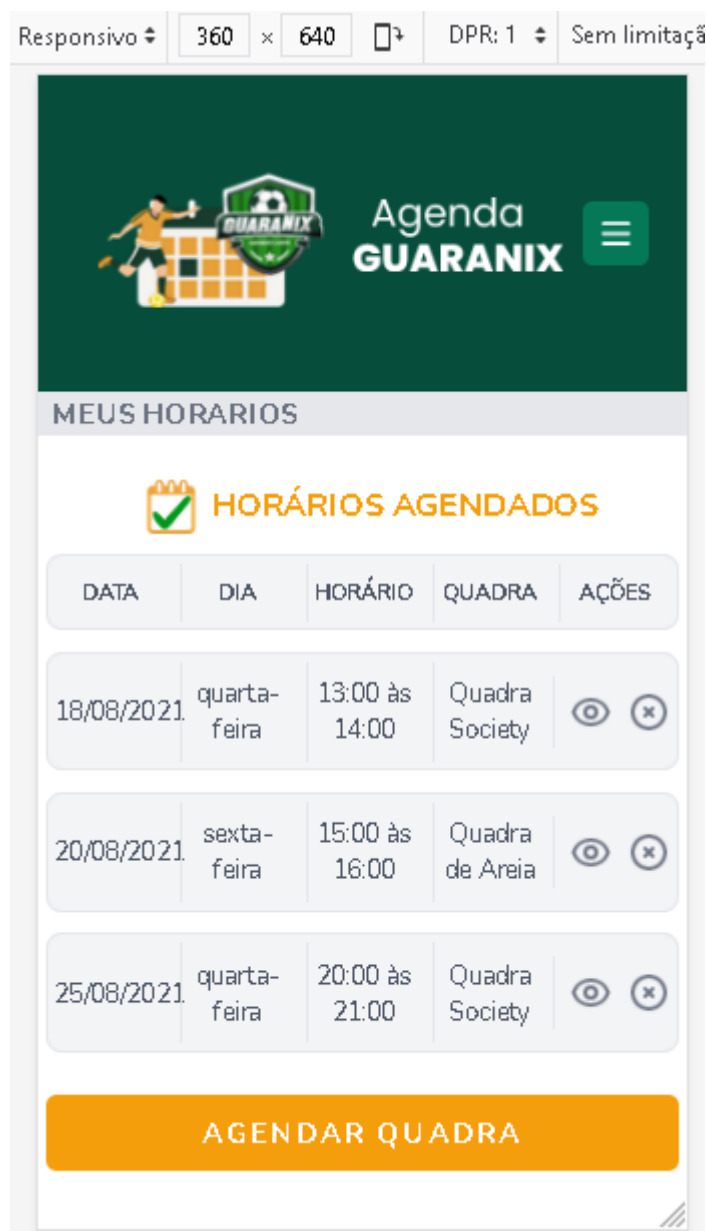 Responsivo 360 × 640 DPR: 1 Sem limitaçã
GUARANIX
Agenda
GUARANIX
MEUS HORARIOS
HORÁRIOS AGENDADOS
DATA DIA HORÁRIO QUADRA AÇÕES
18/08/2021 quarta-feira 13:00 às 14:00 Quadra Society
20/08/2021 sexta-feira 15:00 às 16:00 Quadra de Areia
25/08/2021 quarta-feira 20:00 às 21:00 Quadra Society
AGENDAR QUADRA